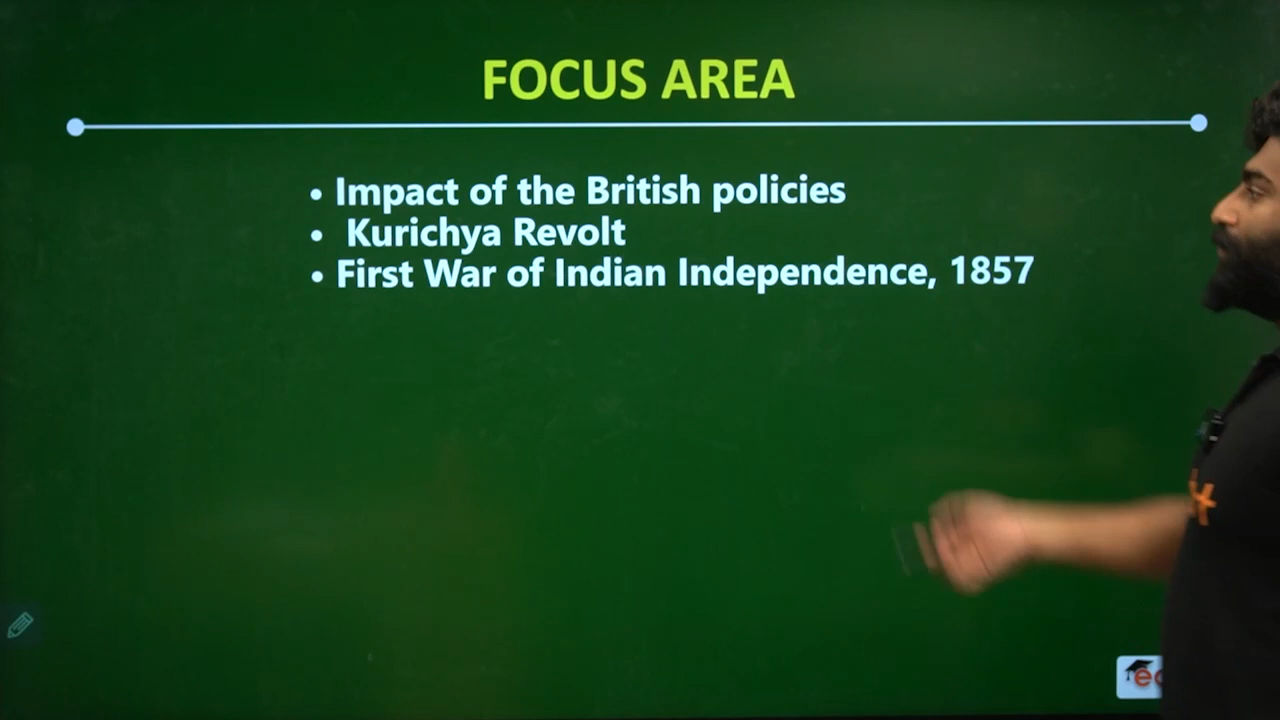 FOCUS AREA
• Impact of the British policies
• Kurichya Revolt
• First War of Indian Independence, 1857